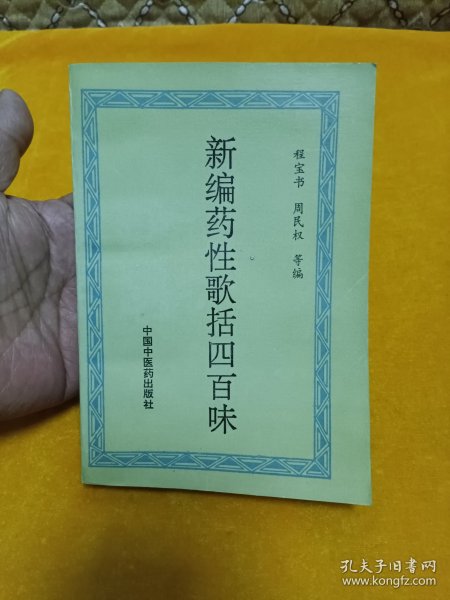 程宝书 周民权 等编
新编药性歌括四百味
中国中医药出版社
孔夫子旧书网
www.kongfz.com